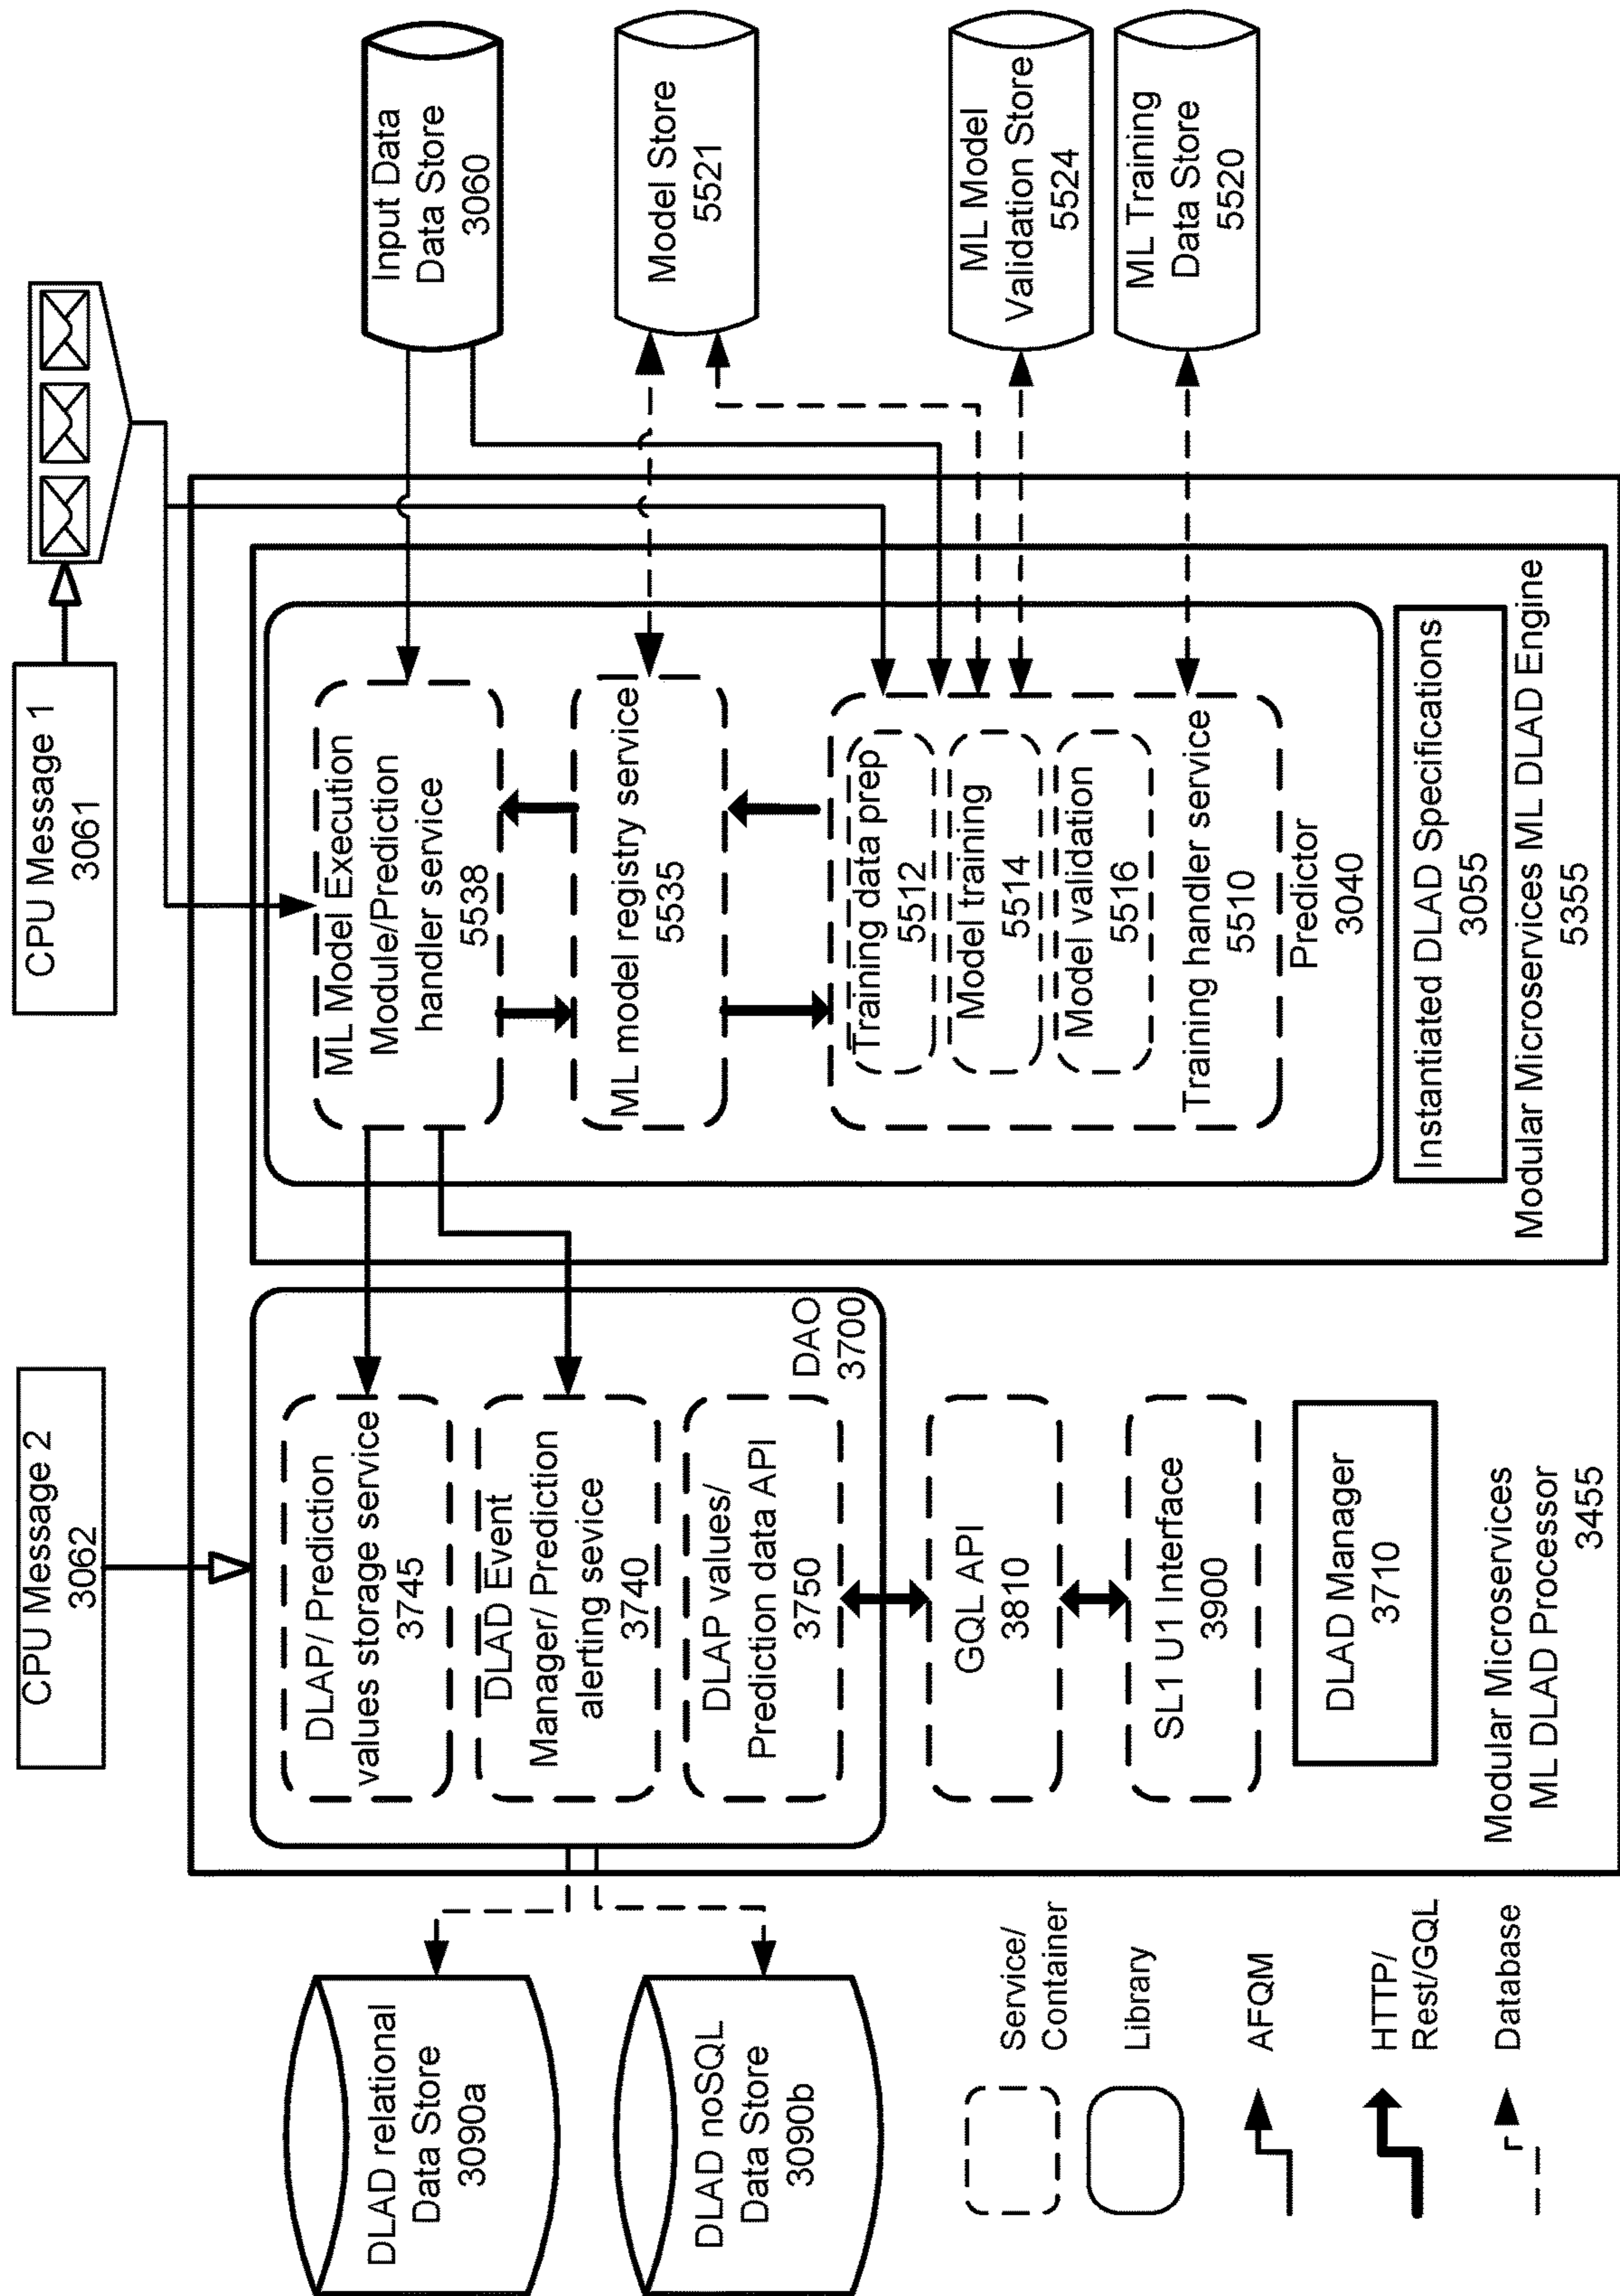 CPU Message 2
3062
CPU Message 1
3061
DLAD relational
Data Store
3090a
DLAD noSQL
Data Store
3090b
DLAP/ Prediction
values storage service
3745
DLAD Event
Manager/ Prediction
alerting sevice
3740
DLAP values/
Prediction data API
3750
DAO
3700
GQL API
3810
SL1 U1 Interface
3900
DLAD Manager
3710
Modular Microservices
ML DLAD Processor
3455
ML Model Execution
Module/Prediction
handler service
5538
ML model registry service
5535
Training data prep
5512
Model training
5514
Model validation
5516
Training hander service
5510
Predictor
3040
Instantiated DLAD Specifications
3055
Modular Microservices ML DLAD Engine
5355
Input Data
Data Store
3060
Model Store
5521
ML Model
Validation Store
5524
ML Training
Data Store
5520
Service/
Container
Library
AFQM
HTTP/
Rest/GQL
Database